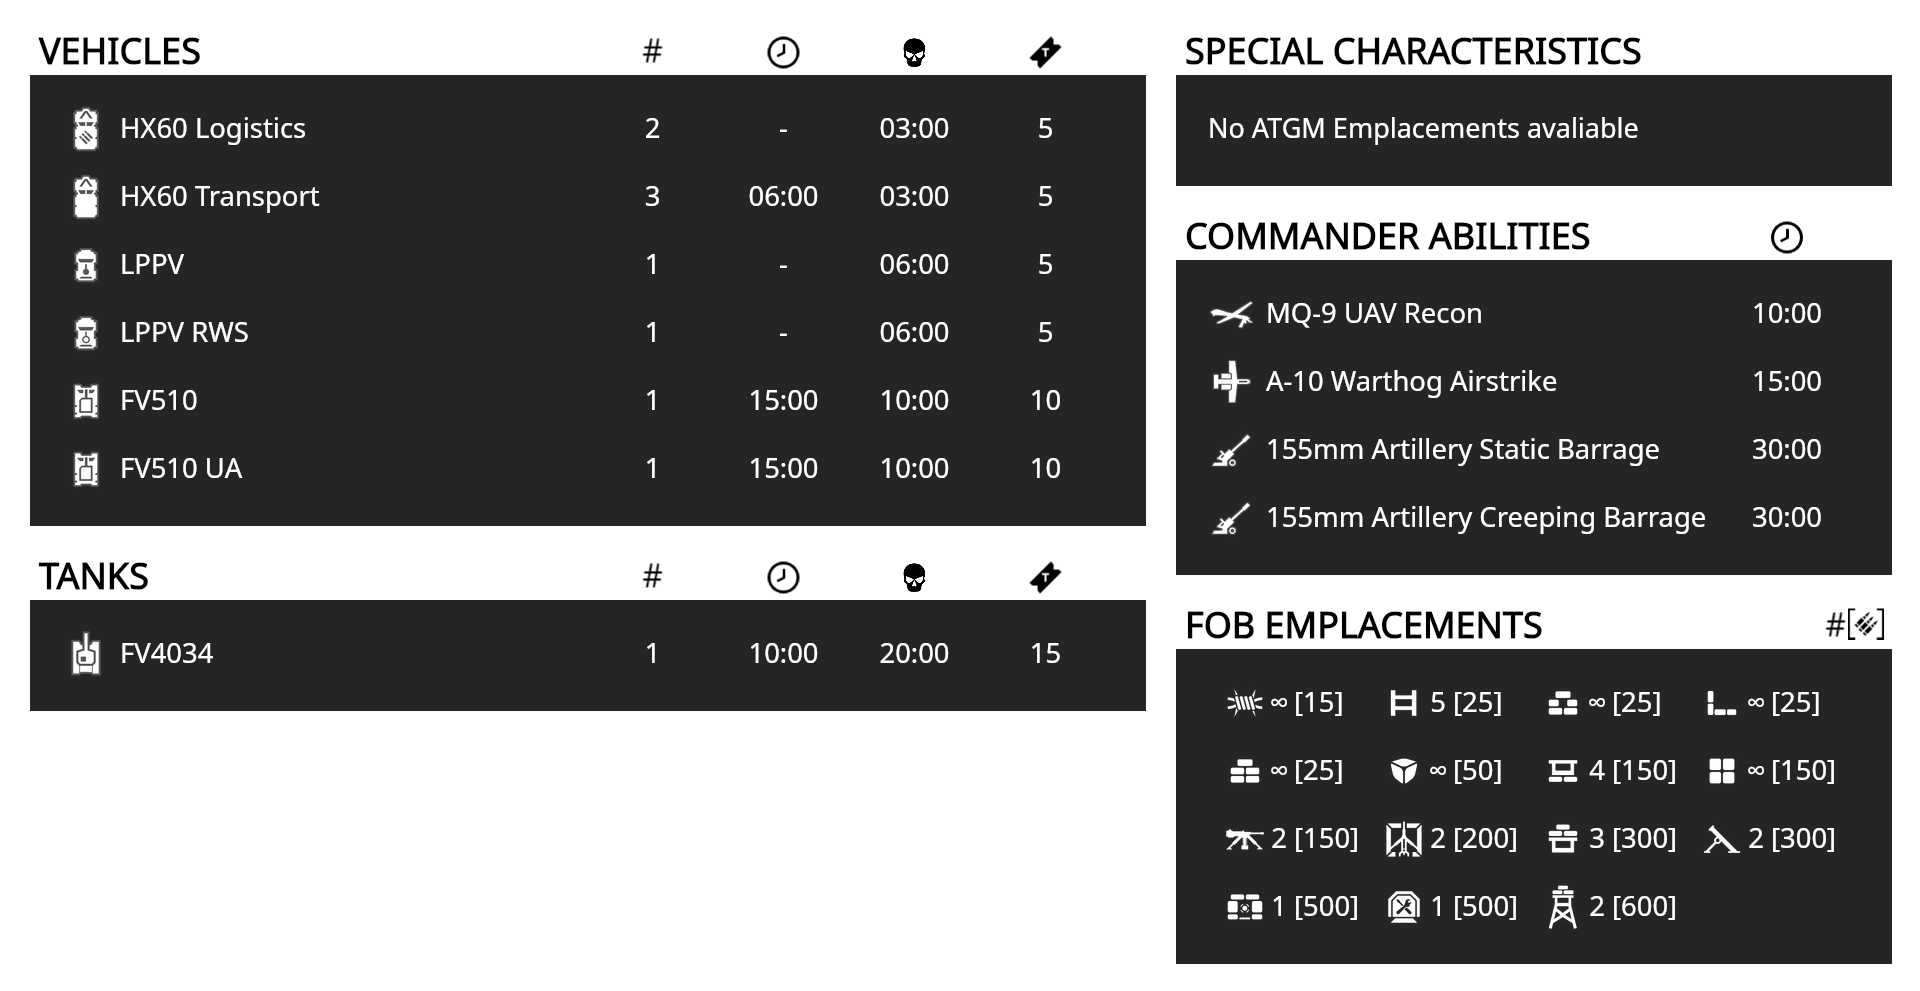 VEHICLES #
HX60 Logistics 2 - 03:00 5
HX60 Transport 3 06:00 03:00 5
LPPV 1 - 06:00 5
LPPV RWS 1 - 06:00 5
FV510 1 15:00 10:00 10
FV510 UA 1 15:00 10:00 10
TANKS #
FV4034 1 10:00 20:00 15
SPECIAL CHARACTERISTICS
No ATGM Emplacements avaliable
COMMANDER ABILITIES
MQ-9 UAV Recon 10:00
A-10 Warthog Airstrike 15:00
155mm Artillery Static Barrage 30:00
155mm Artillery Creeping Barrage 30:00
FOB EMPLACEMENTS #[]
∞ [15] 5 [25] ∞ [25] ∞ [25]
∞ [25] ∞ [50] 4 [150] ∞ [150]
2 [150] 2 [200] 3 [300] 2 [300]
1 [500] 1 [500] 2 [600]